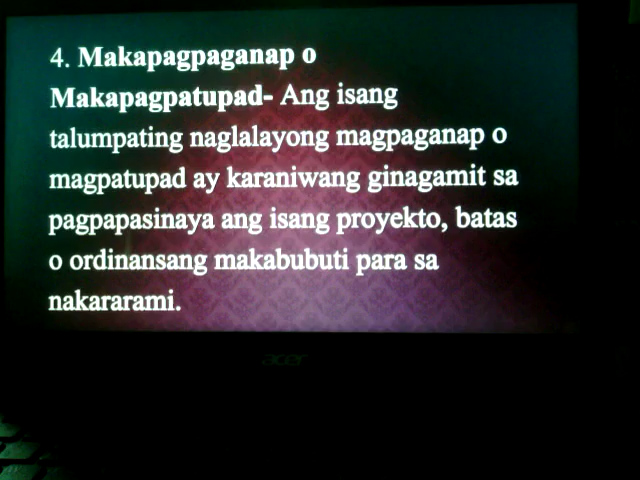 4. Makapagpaganap o
Makapagpatupad- Ang isang
talumpating naglalayong magpaganap o
magpatupad ay karaniwang ginagamit sa
pagpapasinaya ang isang proyekto, batas
o ordinansang makabubuti para sa
nakararami.
acer